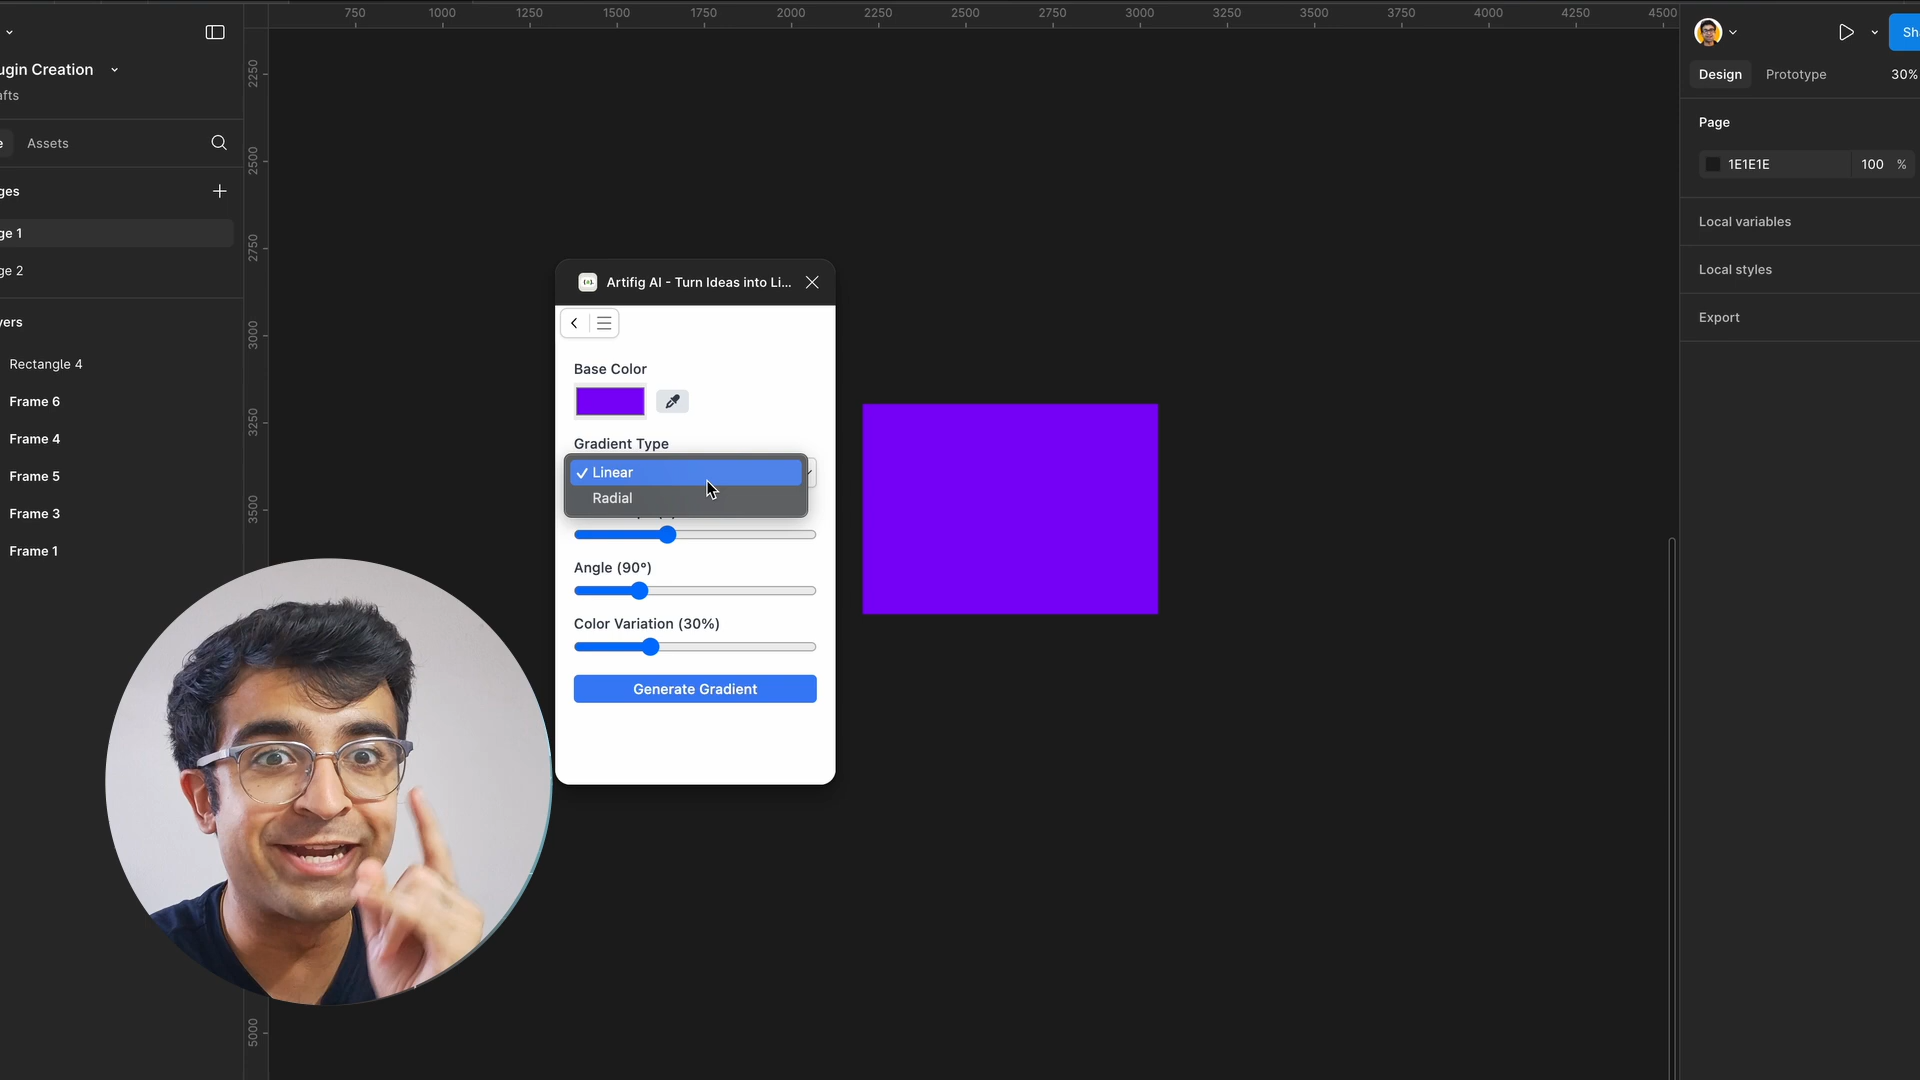 750 1000 1250 1500 1750 2000 2250 2500 2750 3000 3250 3500 3750 4000 4250 4500
2250
2500
2750
3000
3250
3500
5000
ugin Creation
afts
e Assets
ges
ge 1
ge 2
yers
Rectangle 4
Frame 6
Frame 4
Frame 5
Frame 3
Frame 1
Artifig AI - Turn Ideas into Li...
Base Color
Gradient Type
Linear
Radial
Angle (90°)
Color Variation (30%)
Generate Gradient
Sh
Design Prototype 30%
Page
1E1E1E 100 %
Local variables
Local styles
Export